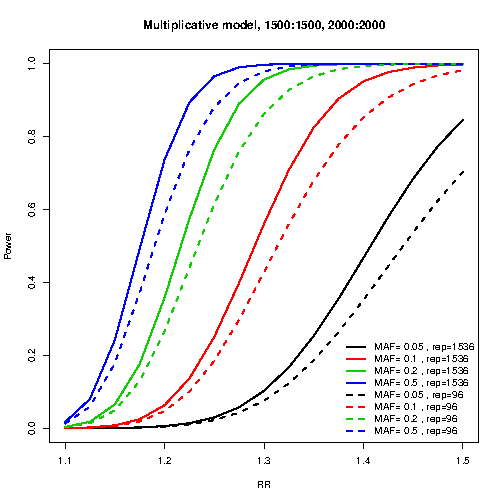 Multiplicative model, 1500:1500, 2000:2000
Power
0.0
0.2
0.4
0.6
0.8
1.0
MAF= 0.05 , rep=1536
MAF= 0.1 , rep=1536
MAF= 0.2 , rep=1536
MAF= 0.5 , rep=1536
MAF= 0.05 , rep=96
MAF= 0.1 , rep=96
MAF= 0.2 , rep=96
MAF= 0.5 , rep=96
1.1 1.2 1.3 1.4 1.5
RR